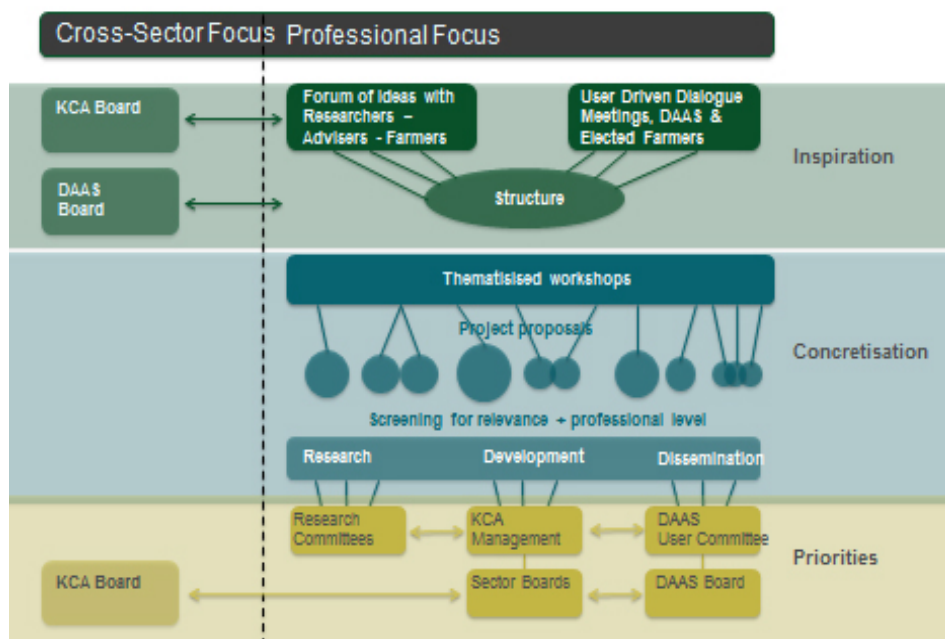 Cross-Sector Focus Professional Focus
KCA Board
Forum of Ideas with
Researchers –
Advisers - Farmers
User Driven Dialogue
Meetings, DAAS &
Elected Farmers
Inspiration
DAAS
Board
Structure
Thematisised workshops
Project proposals
Concretisation
Screening for relevance + professional level
Research
Development
Dissemination
Research
Committees
KCA
Management
DAAS
User Committee
Priorities
KCA Board
Sector Boards
DAAS Board